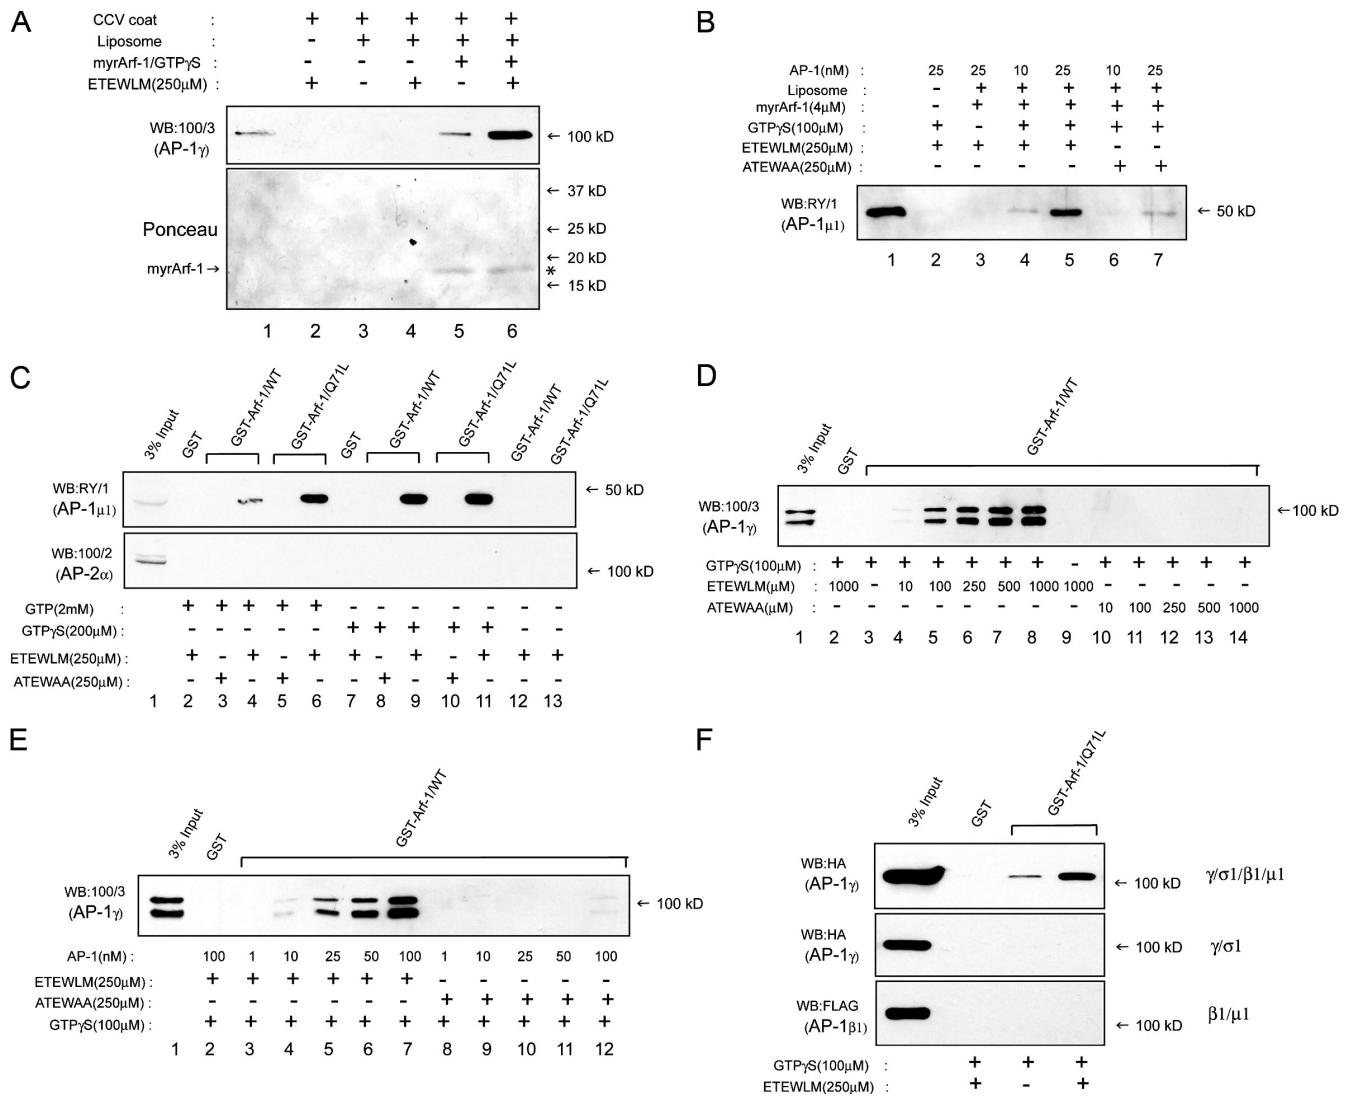 A
CCV coat : + + + + +
Liposome : - + + + +
myrArf-1/GTPγS : - - - + +
ETEWLM(250μM) : + - + - +
WB:100/3
(AP-1γ)
← 100 kD
← 37 kD
Ponceau
← 25 kD
← 20 kD
myrArf-1 →
*
← 15 kD
1 2 3 4 5 6
B
AP-1(nM) : 25 25 10 25 10 25
Liposome : - + + + + +
myrArf-1(4μM) : - + + + + +
GTPγS(100μM) : + - + + + +
ETEWLM(250μM) : + + + + - -
ATEWAA(250μM) : - - - - + +
WB:RY/1
(AP-1μ1)
← 50 kD
1 2 3 4 5 6 7
C
3% Input GST GST-Arf-1/WT GST-Arf-1/Q71L GST GST-Arf-1/WT GST-Arf-1/Q71L GST-Arf-1/WT GST-Arf-1/Q71L
WB:RY/1
(AP-1μ1)
← 50 kD
WB:100/2
(AP-2α)
← 100 kD
GTP(2mM) : + + + + + - - - - - - -
GTPγS(200μM) : - - - - - + + + + + - -
ETEWLM(250μM) : + - + - + + - + - + + +
ATEWAA(250μM) : - + - + - - + - + - - -
1 2 3 4 5 6 7 8 9 10 11 12 13
D
3% Input GST GST-Arf-1/WT
WB:100/3
(AP-1γ)
←100 kD
GTPγS(100μM) : + + + + + + + - + + + + +
ETEWLM(μM) : 1000 - 10 100 250 500 1000 1000 - - - - -
ATEWAA(μM) : - - - - - - - - 10 100 250 500 1000
1 2 3 4 5 6 7 8 9 10 11 12 13 14
E
3% Input GST GST-Arf-1/WT
WB:100/3
(AP-1γ)
← 100 kD
AP-1(nM) : 100 1 10 25 50 100 1 10 25 50 100
ETEWLM(250μM) : + + + + + + - - - - -
ATEWAA(250μM) : - - - - - - + + + + +
GTPγS(100μM) : + + + + + + + + + + +
1 2 3 4 5 6 7 8 9 10 11 12
F
3% Input GST GST-Arf-1/Q71L
WB:HA
(AP-1γ)
← 100 kD
γ/σ1/β1/μ1
WB:HA
(AP-1γ)
← 100 kD
γ/σ1
WB:FLAG
(AP-1β1)
← 100 kD
β1/μ1
GTPγS(100μM) : + + +
ETEWLM(250μM) : + - +